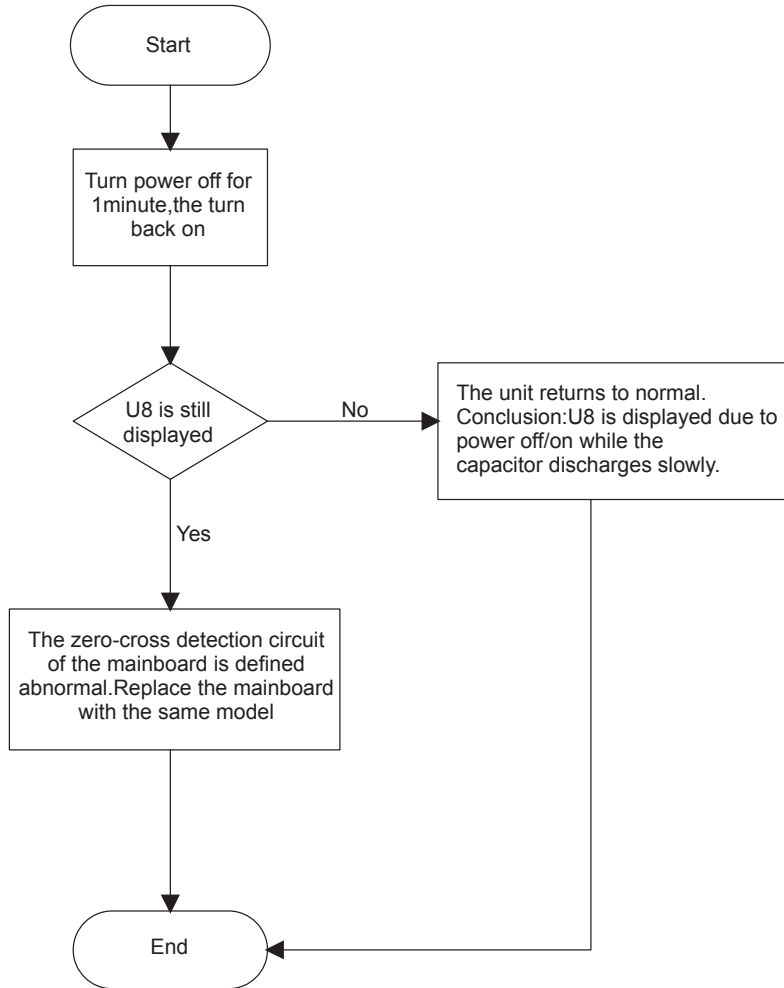 Start
Turn power off for
1minute,the turn
back on
U8 is still
displayed
No
The unit returns to normal.
Conclusion:U8 is displayed due to
power off/on while the
capacitor discharges slowly.
Yes
The zero-cross detection circuit
of the mainboard is defined
abnormal.Replace the mainboard
with the same model
End